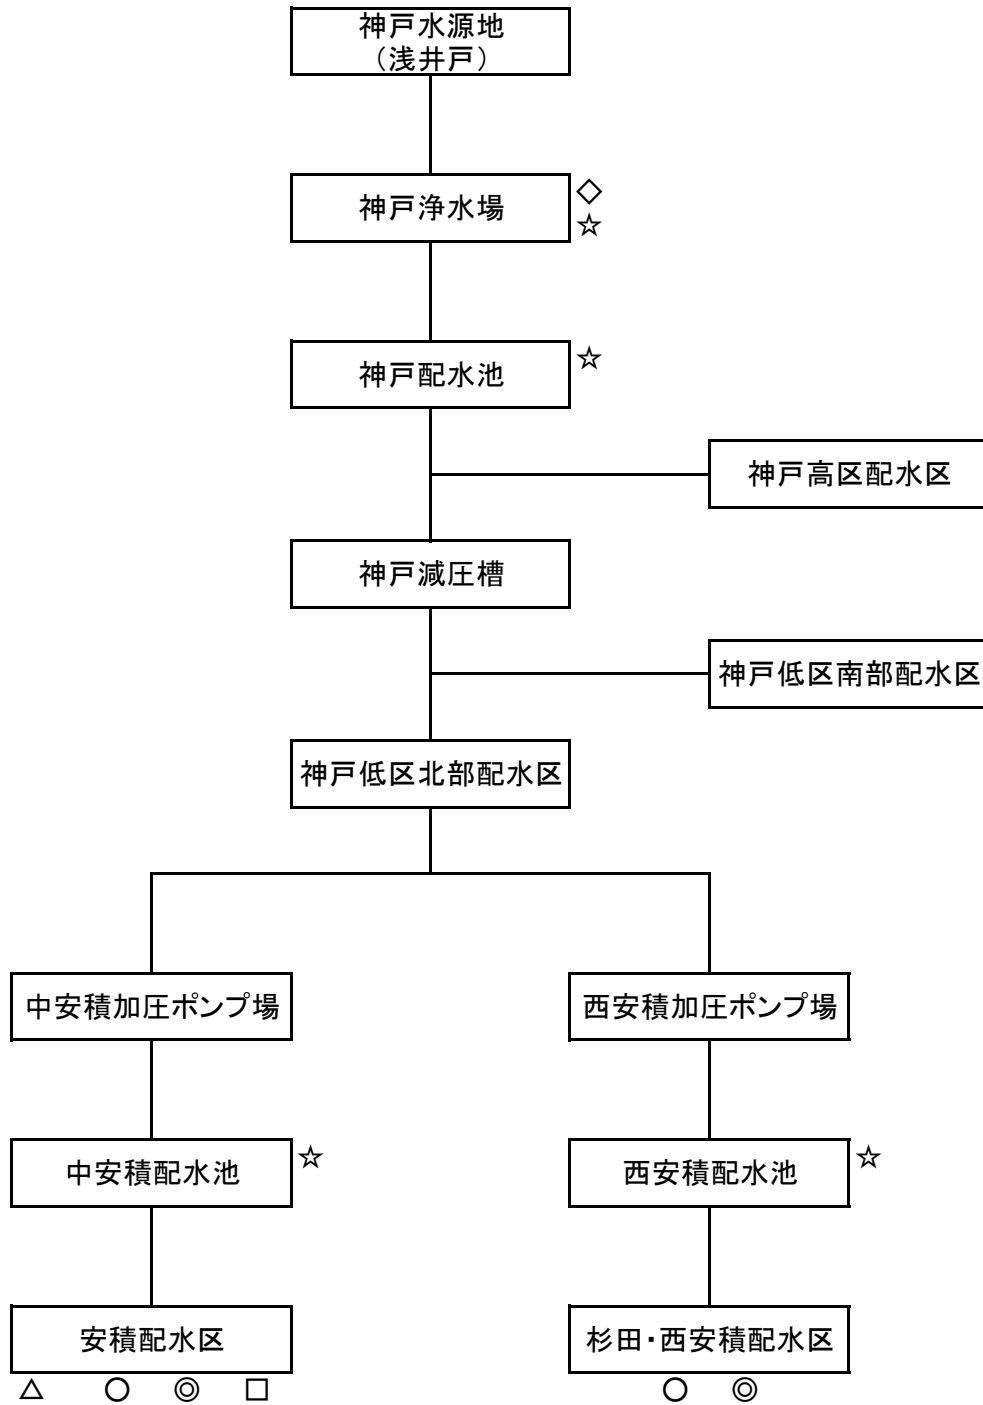 神戸水源地
（浅井戸）
神戸浄水場
◇
☆
神戸配水池
☆
神戸高区配水区
神戸減圧槽
神戸低区南部配水区
神戸低区北部配水区
中安積加圧ポンプ場
西安積加圧ポンプ場
中安積配水池
☆
西安積配水池
☆
安積配水区
杉田・西安積配水区
△ ○ ◎ □
○ ◎